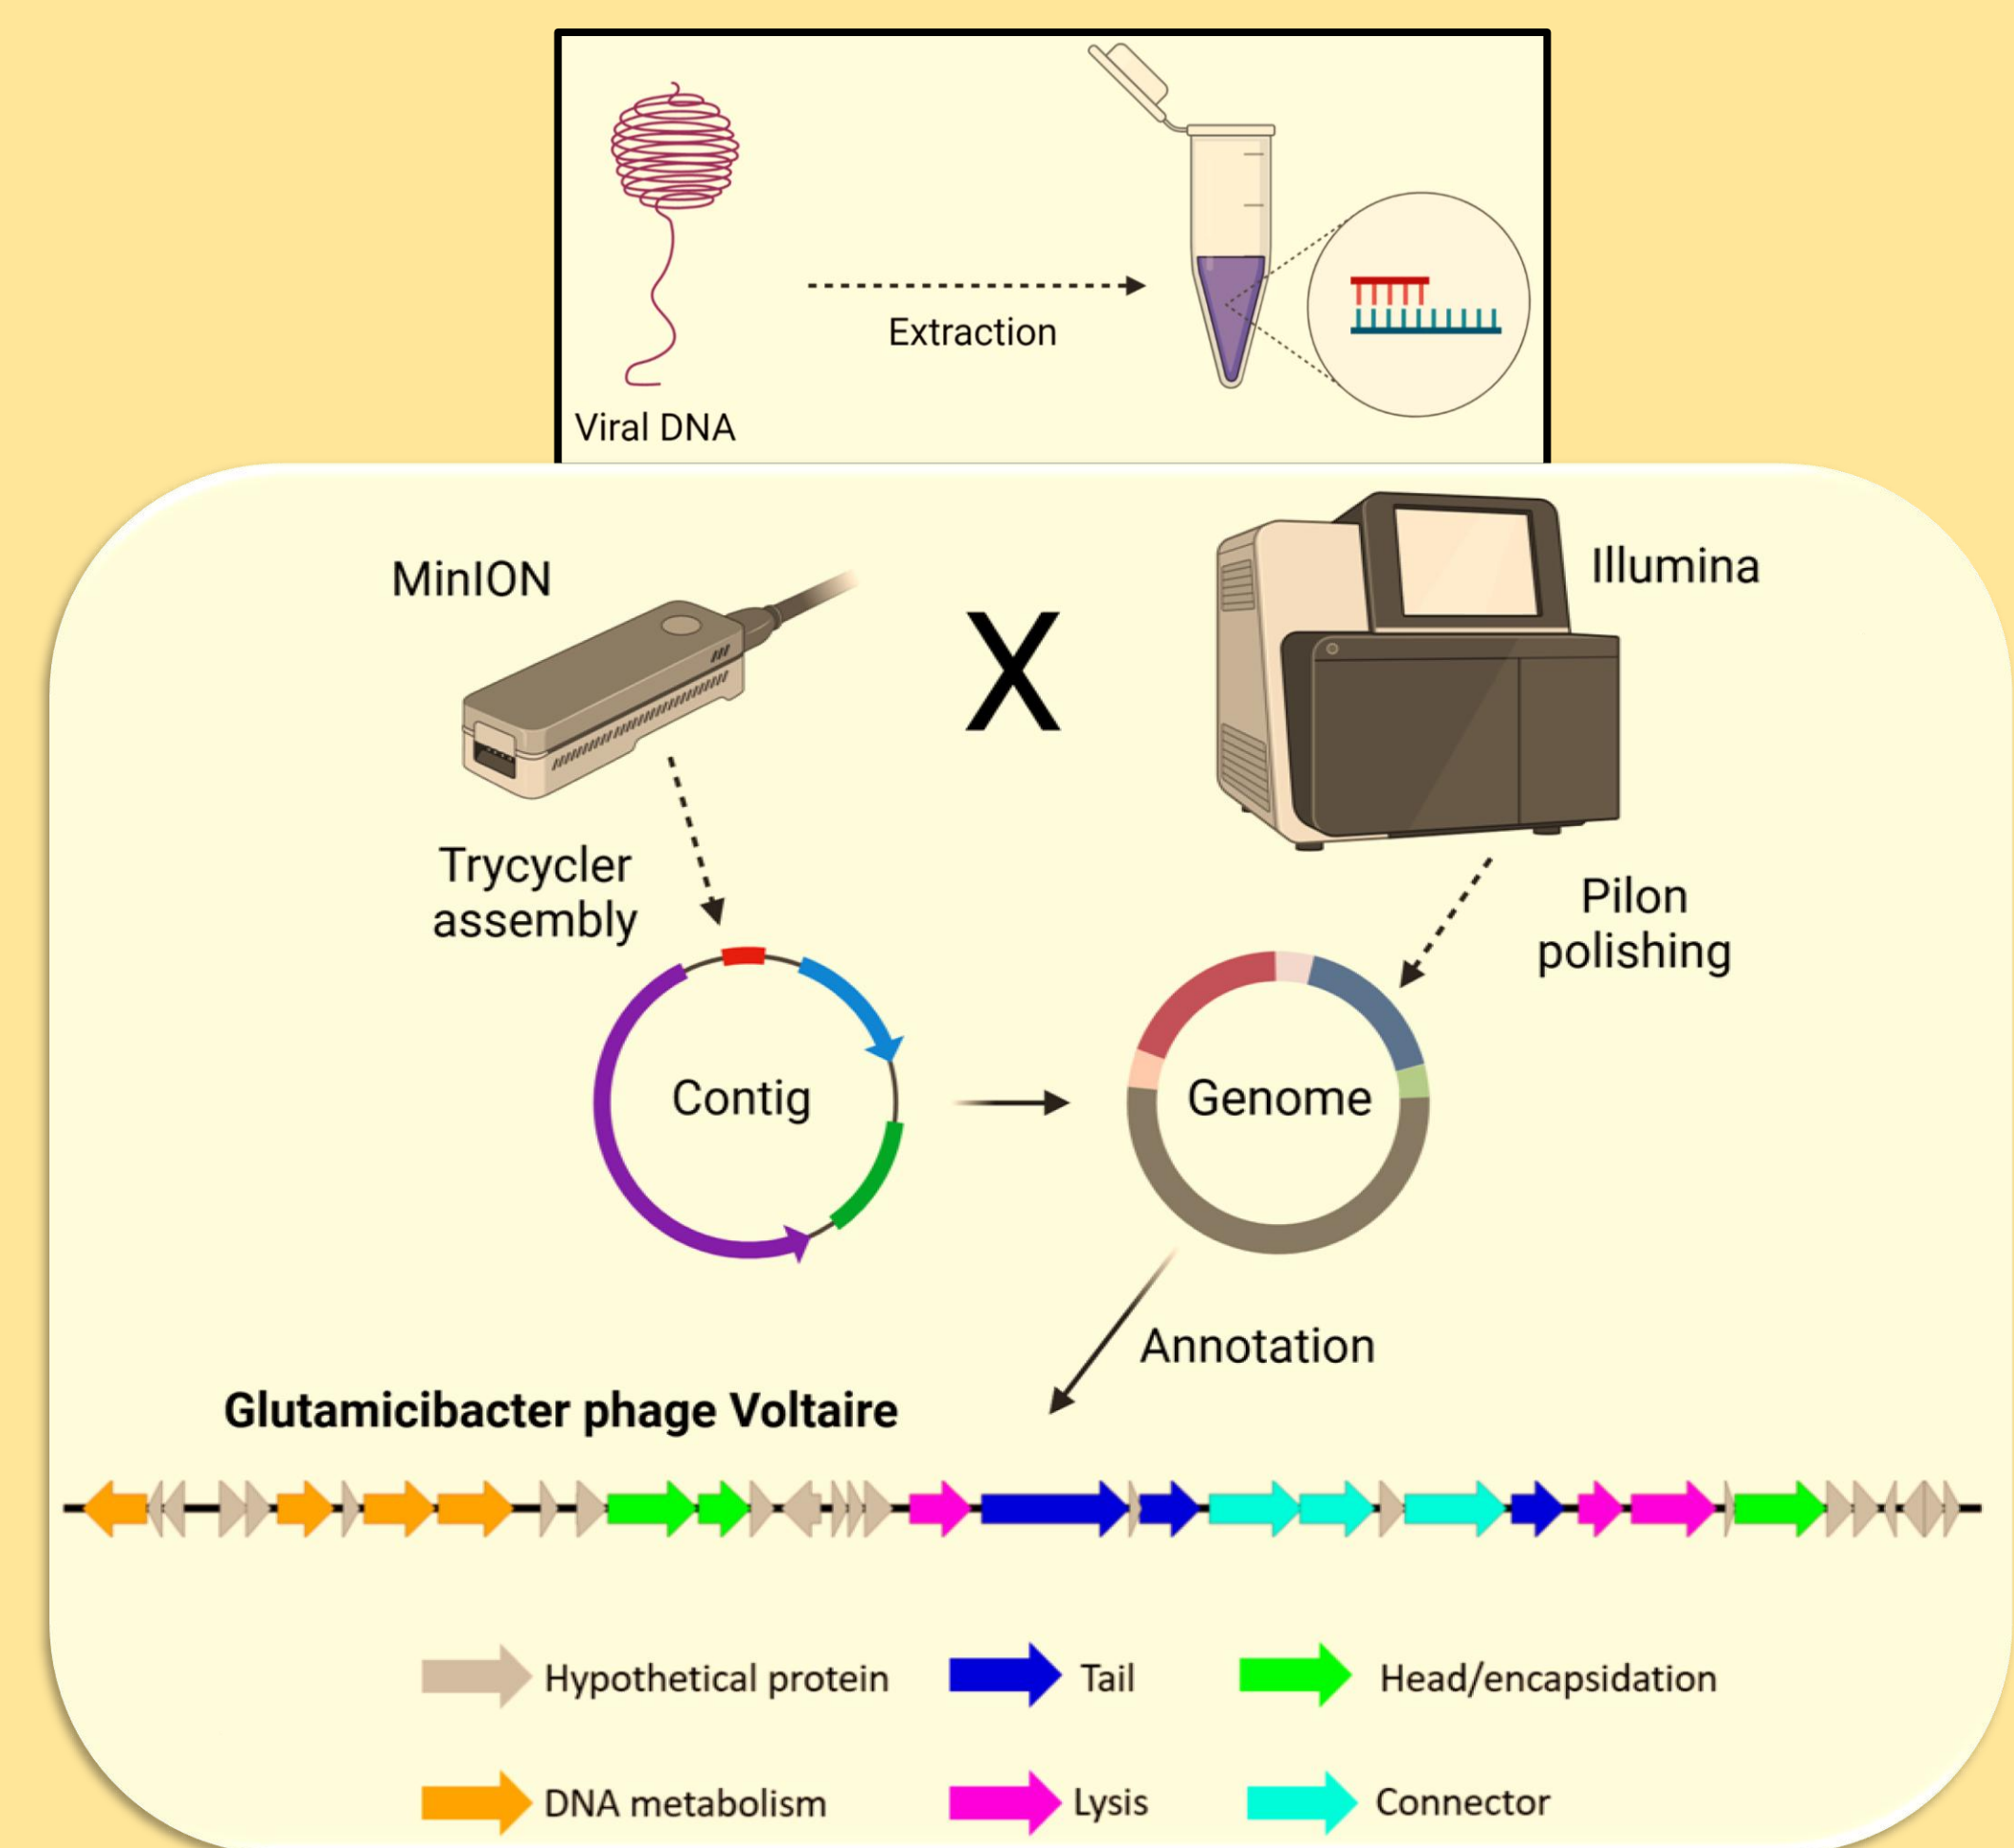 Extraction
Viral DNA
MinION
X
Illumina
Trycycler
assembly
Pilon
polishing
Contig
Genome
Annotation
Glutamicibacter phage Voltaire
Hypothetical protein
Tail
Head/encapsidation
DNA metabolism
Lysis
Connector